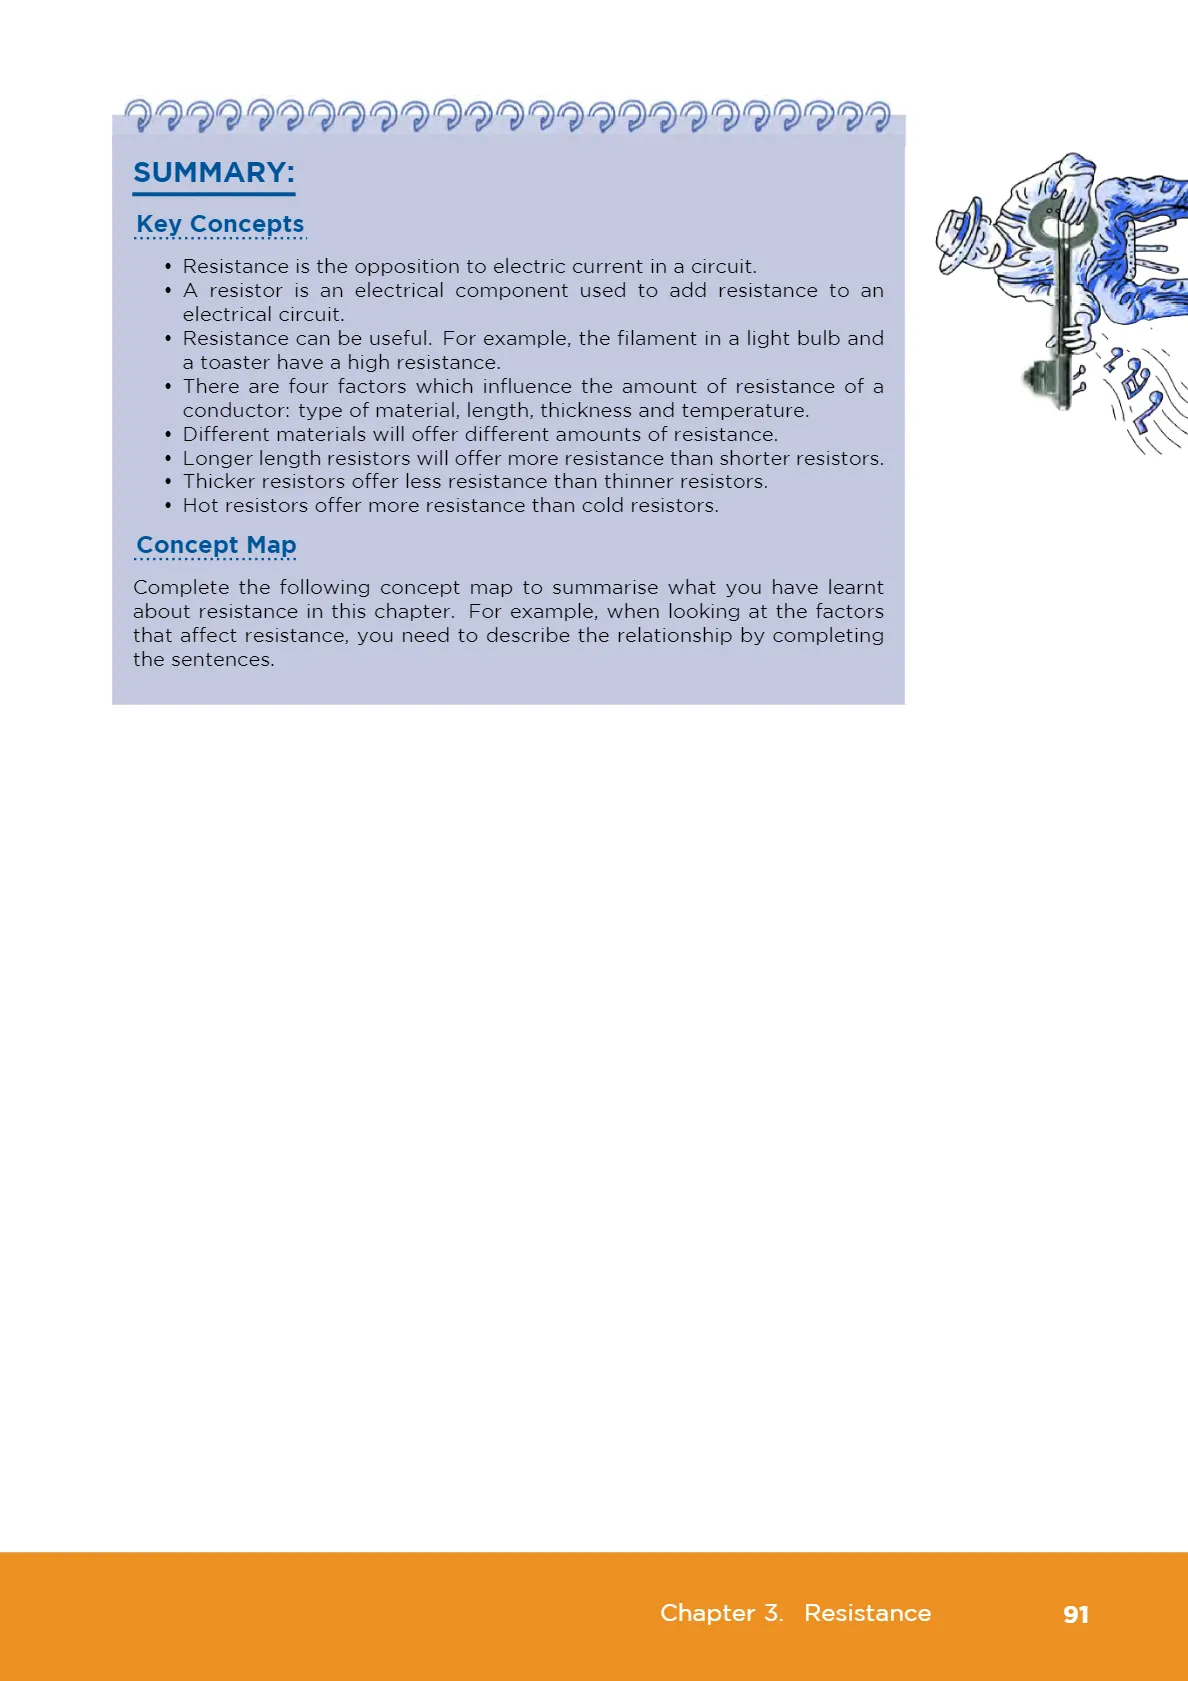 SUMMARY:
Key Concepts
• Resistance is the opposition to electric current in a circuit.
• A resistor is an electrical component used to add resistance to an
electrical circuit.
• Resistance can be useful. For example, the filament in a light bulb and
a toaster have a high resistance.
• There are four factors which influence the amount of resistance of a
conductor: type of material, length, thickness and temperature.
• Different materials will offer different amounts of resistance.
• Longer length resistors will offer more resistance than shorter resistors.
• Thicker resistors offer less resistance than thinner resistors.
• Hot resistors offer more resistance than cold resistors.
Concept Map
Complete the following concept map to summarise what you have learnt
about resistance in this chapter. For example, when looking at the factors
that affect resistance, you need to describe the relationship by completing
the sentences.
Chapter 3. Resistance 91